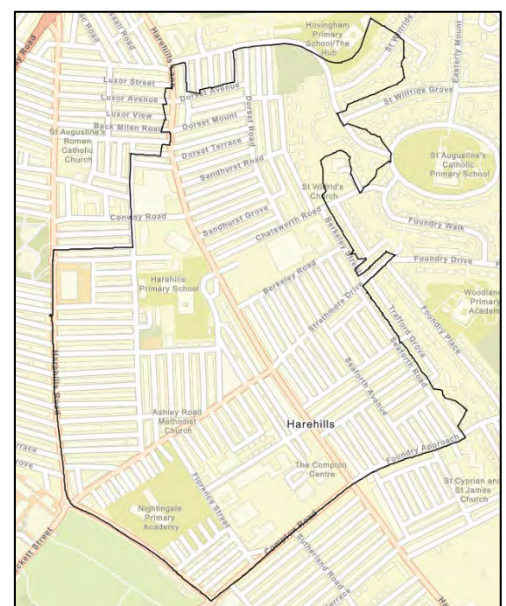 Hovingham
Primary
School/The
Hub
Harehills Lane
Luxor Street
Luxor Avenue
Luxor View
Back Milan Road
Dorset Avenue
Dorset Road
Easterly Mount
St Wilfrids Grove
Dorset Mount
Dorset Terrace
St Augustine's
Roman
Catholic
Church
Sandhurst Road
St Augustine's
Catholic
Primary School
St Wilfrid's
Church
Conway Road
Sandhurst Grove
Chatsworth Road
Berkeley Street
Foundry Walk
Foundry Drive
Harehills
Primary School
Berkeley Road
Strathmore Drive
Woodlands
Primary
Academy
Trafford Grove
Foundry Place
Seaforth Road
Seaforth Avenue
Harehills Road
Ashley Road
Methodist
Church
Harehills
Foundry Approach
The Compton
Centre
Florence Street
St Cyprian and
St James
Church
Nightingale
Primary
Academy
Compton Road
Sutherland Road